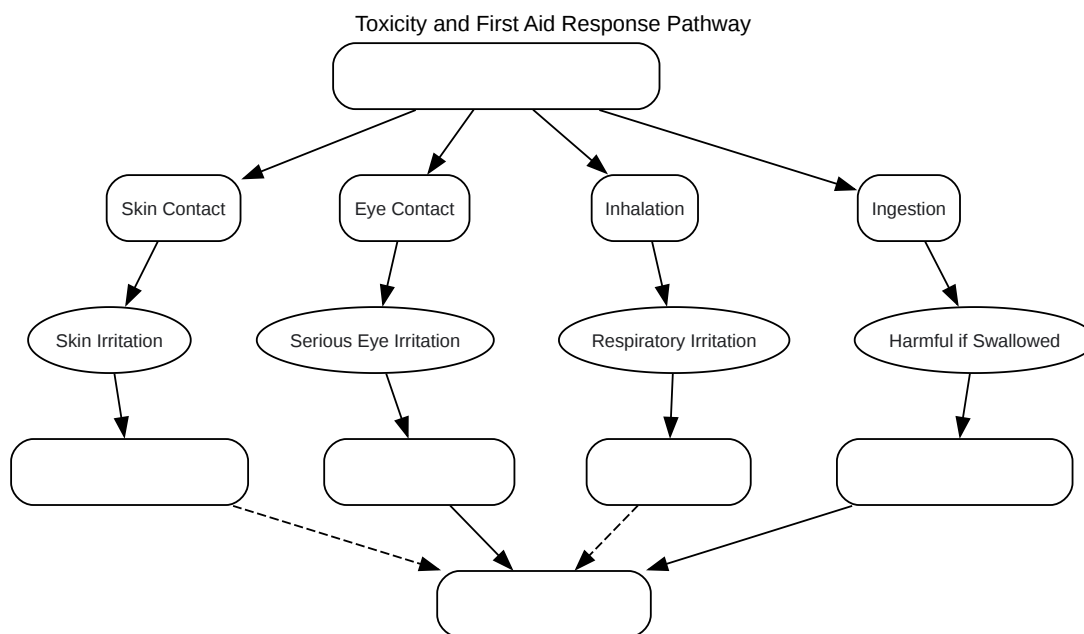 Toxicity and First Aid Response Pathway
Skin Contact
Eye Contact
Inhalation
Ingestion
Skin Irritation
Serious Eye Irritation
Respiratory Irritation
Harmful if Swallowed